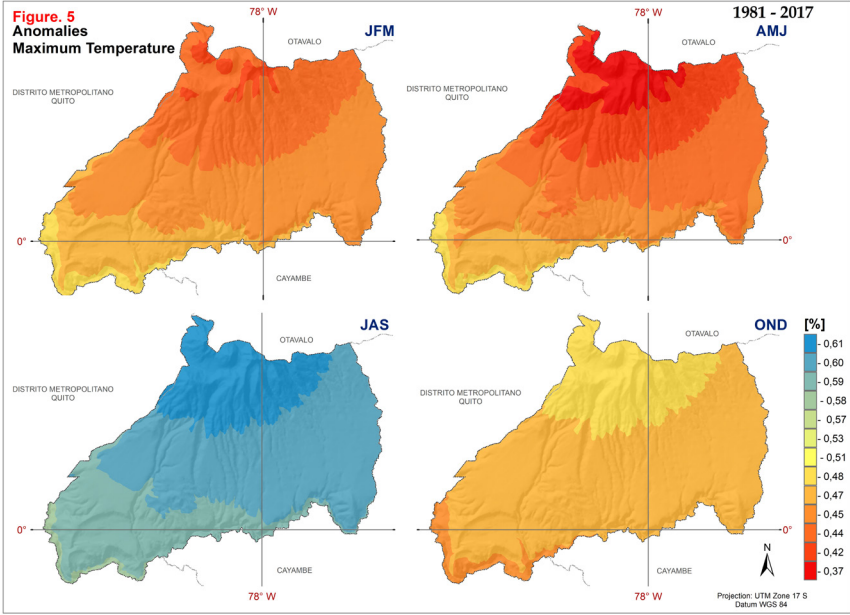 Figure. 5
Anomalies
Maximum Temperature
78° W
JFM
OTAVALO
DISTRITO METROPOLITANO
QUITO
0°
CAYAMBE
78° W
1981 - 2017
AMJ
OTAVALO
DISTRITO METROPOLITANO
QUITO
0°
CAYAMBE
JAS
OTAVALO
DISTRITO METROPOLITANO
QUITO
0°
CAYAMBE
78° W
OND
OTAVALO
DISTRITO METROPOLITANO
QUITO
0°
CAYAMBE
78° W
[%]
- 0,61
- 0,60
- 0,59
- 0,58
- 0,57
- 0,53
- 0,51
- 0,48
- 0,47
- 0,45
- 0,44
- 0,42
- 0,37
N
Projection: UTM Zone 17 S
Datum WGS 84